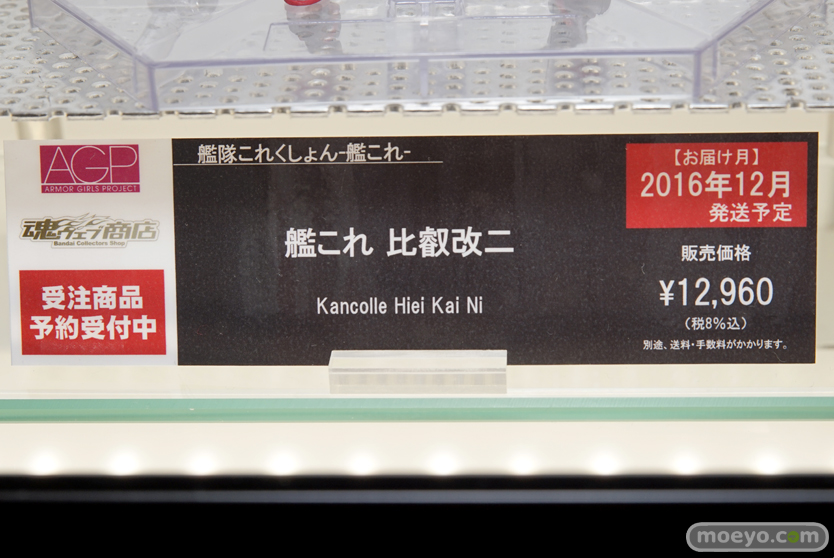 AGP
ARMOR GIRLS PROJECT
魂ウェブ商店
Bandai Collectors Shop
受注商品
予約受付中
艦隊これくしょん-艦これ-
艦これ 比叡改二
Kancolle Hiei Kai Ni
【お届け月】
2016年12月
発送予定
販売価格
¥12,960
(税8%込)
別途、送料・手数料がかかります。
moeyo.com